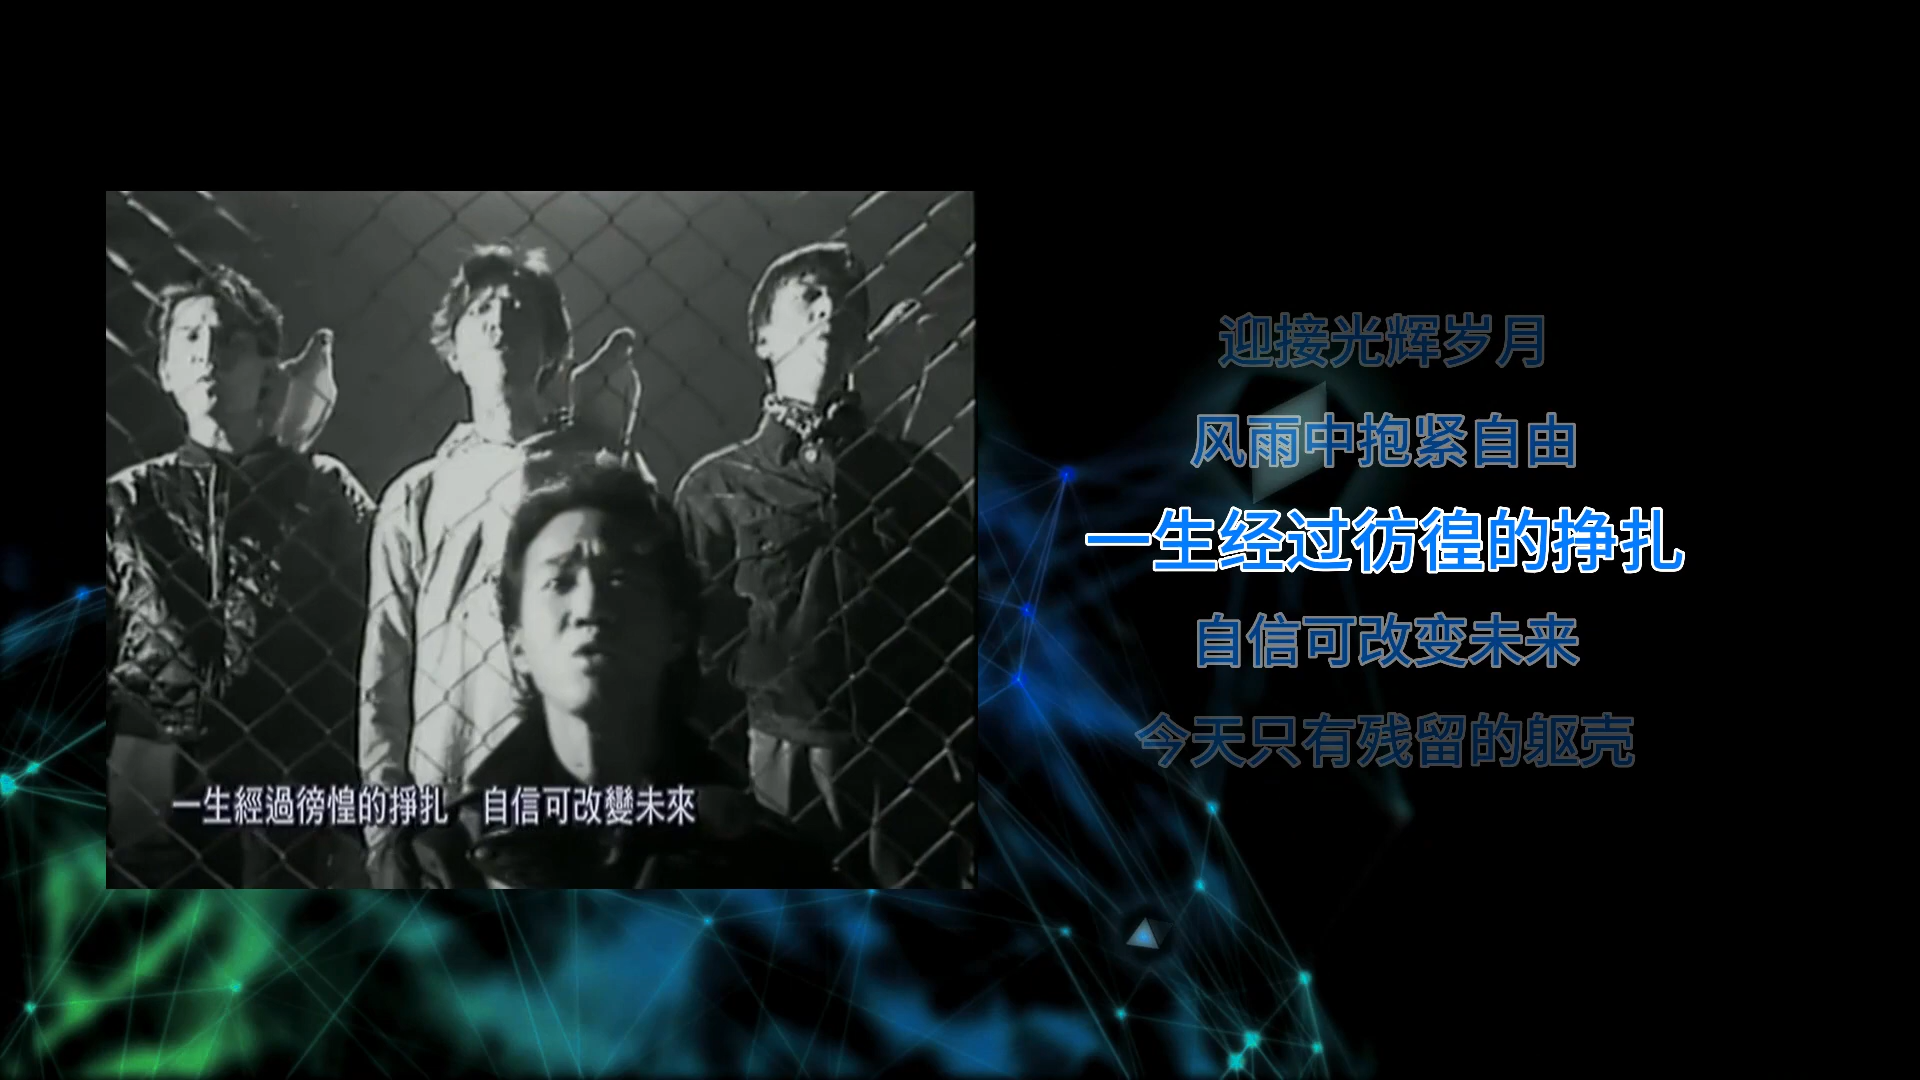 迎接光辉岁月
风雨中抱紧自由
一生经过彷徨的挣扎
自信可改变未来
今天只有残留的躯壳
一生經過徬惶的掙扎　自信可改變未來